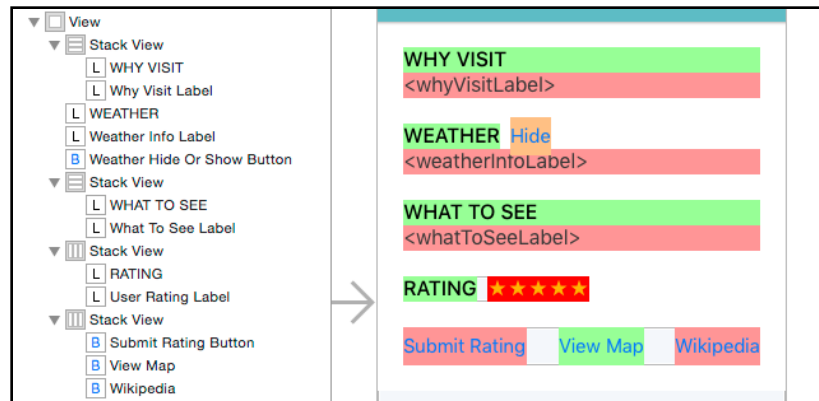 View
Stack View
L WHY VISIT
L Why Visit Label
L WEATHER
L Weather Info Label
B Weather Hide Or Show Button
Stack View
L WHAT TO SEE
L What To See Label
Stack View
L RATING
L User Rating Label
Stack View
B Submit Rating Button
B View Map
B Wikipedia
WHY VISIT
<whyVisitLabel>
WEATHER Hide
<weatherInfoLabel>
WHAT TO SEE
<whatToSeeLabel>
RATING ★★★★★
Submit Rating View Map Wikipedia